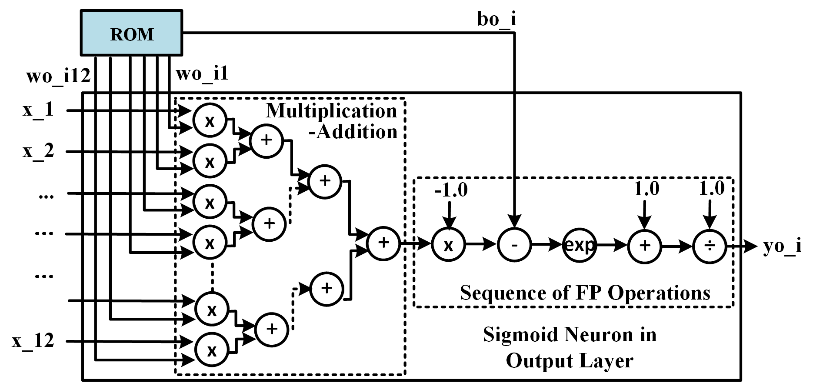 ROM
bo_i
wo_i12
wo_i1
x_1
Multiplication
-Addition
x
+
x_2
x
+
...
x
-1.0
1.0
1.0
+
...
x
+
x
-
exp
+
÷
yo_i
...
+
Sequence of FP Operations
x
+
x_12
x
Sigmoid Neuron in
Output Layer